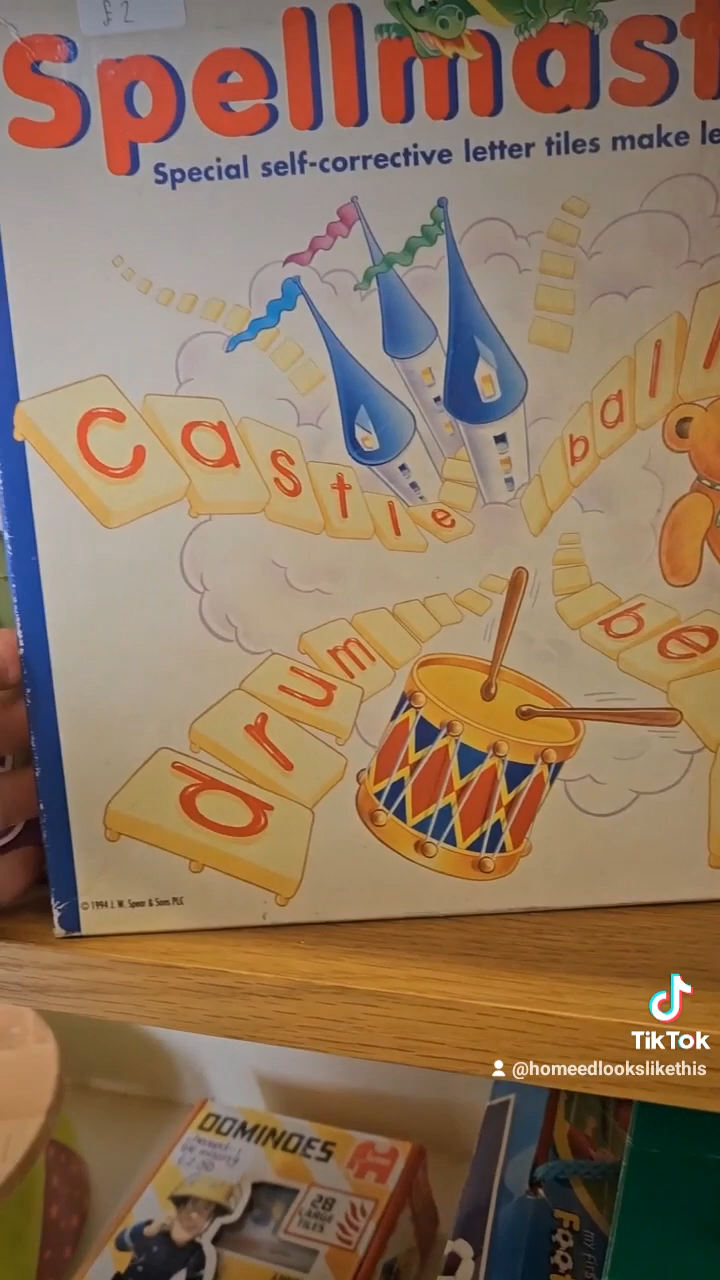 £2
Spellmast
Special self-corrective letter tiles make le
castle
ball
drum
be
© 1994 J. W. Spear & Sons PLC
TikTok
@homeedlookslikethis
DOMINOES
28
LARGE
TILES
my